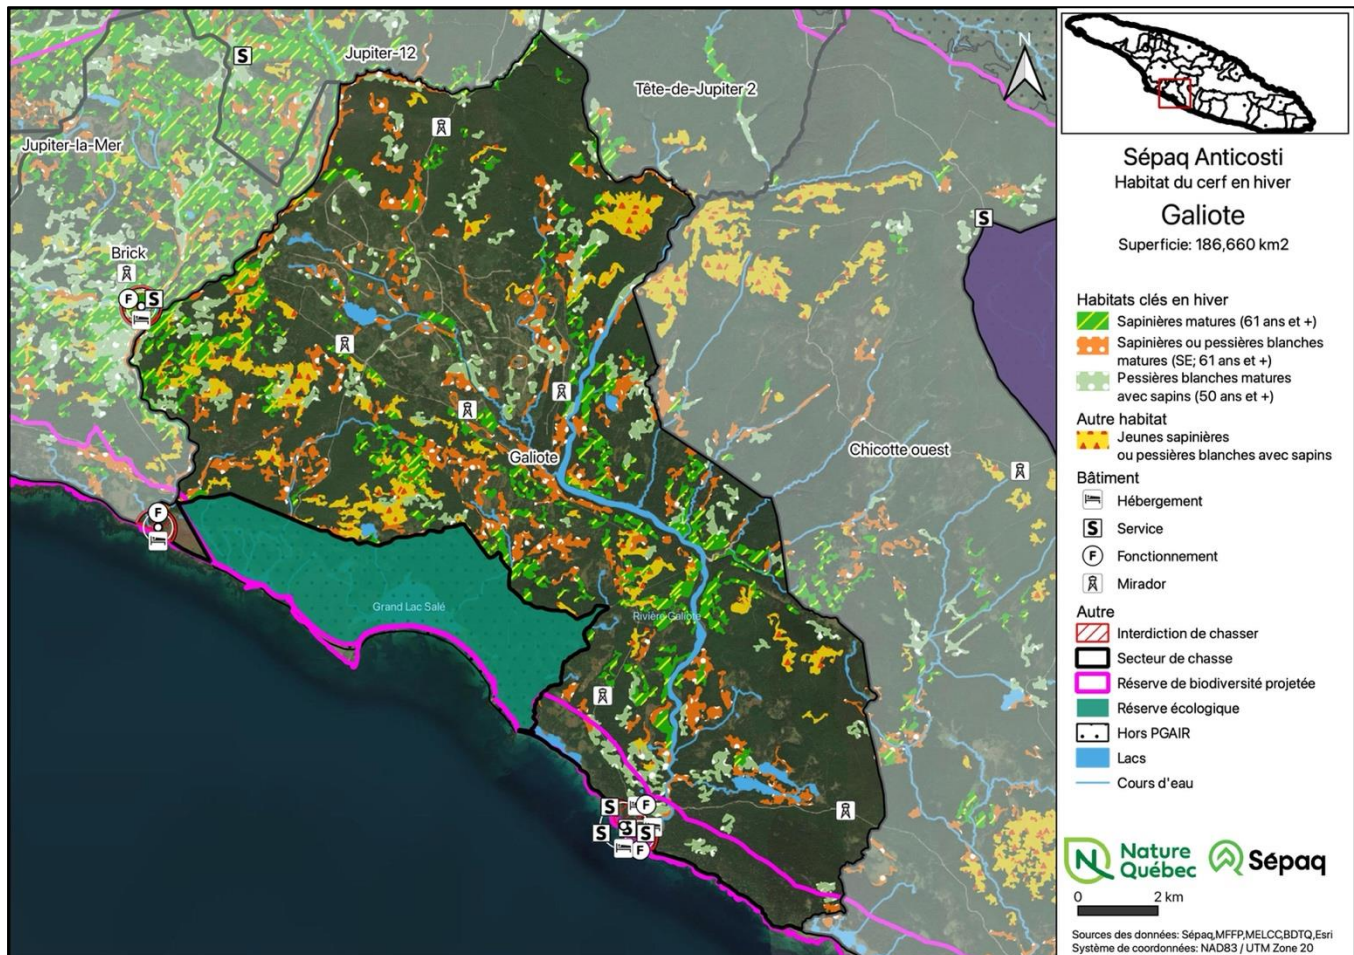 Jupiter-12
S
Tête-de-Jupiter 2
N
Jupiter-la-Mer
S
Brick
F
S
Galiote
Chicotte ouest
F
Grand Lac Salé
Rivière Galiote
S
F
S
S
S
F
Sépaq Anticosti
Habitat du cerf en hiver
Galiote
Superficie: 186,660 km2
Habitats clés en hiver
Sapinières matures (61 ans et +)
Sapinières ou pessières blanches
matures (SE; 61 ans et +)
Pessières blanches matures
avec sapins (50 ans et +)
Autre habitat
Jeunes sapinières
ou pessières blanches avec sapins
Bâtiment
Hébergement
S Service
F Fonctionnement
Mirador
Autre
Interdiction de chasser
Secteur de chasse
Réserve de biodiversité projetée
Réserve écologique
Hors PGAIR
Lacs
Cours d'eau
N Nature
Québec
Sépaq
0 2 km
Sources des données: Sépaq,MFFP,MELCC,BDTQ,Esri
Système de coordonnées: NAD83 / UTM Zone 20